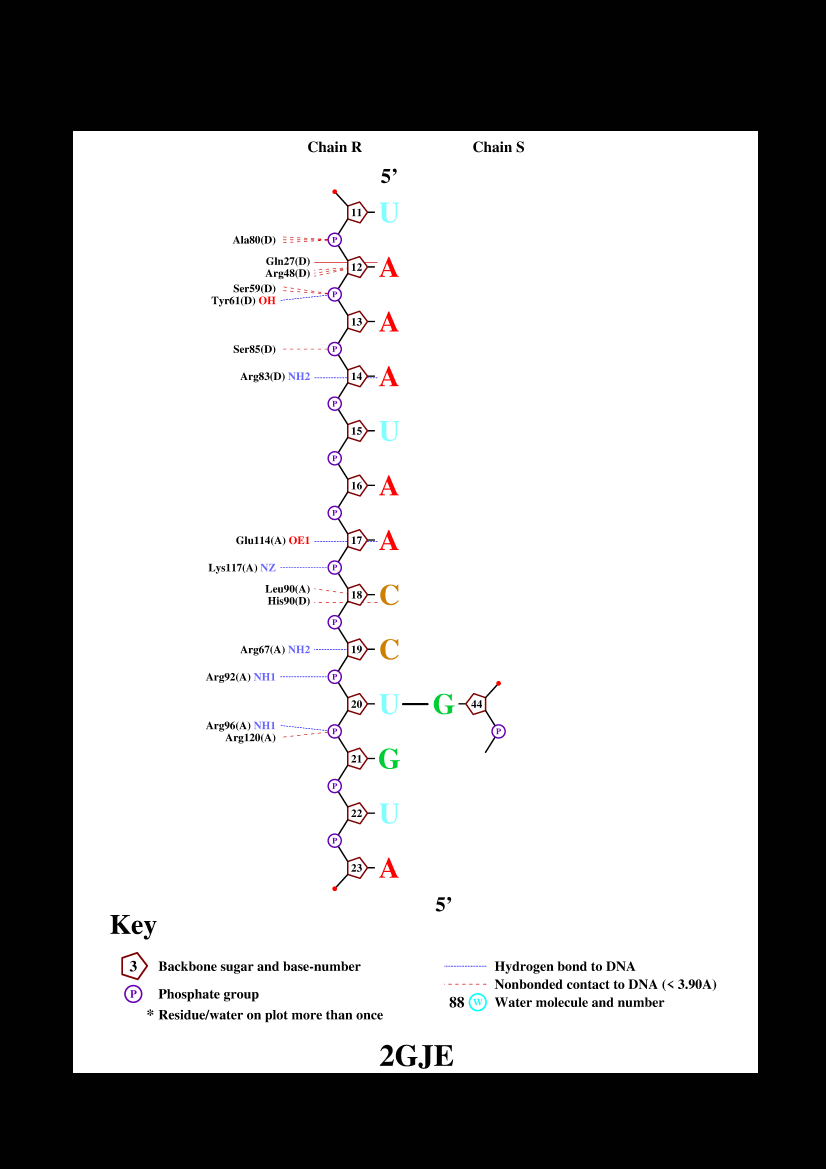 Chain R Chain S
5’
11 U
P
Ala80(D)
Gln27(D)
12 A
Arg48(D)
Ser59(D)
P
Tyr61(D) OH
13 A
Ser85(D) P
Arg83(D) NH2 14 A
P
15 U
P
16 A
P
Glu114(A) OE1 17 A
Lys117(A) NZ P
Leu90(A)
18 C
His90(D)
P
Arg67(A) NH2 19 C
Arg92(A) NH1 P
20 U G 44
Arg96(A) NH1
P P
Arg120(A)
21 G
P
22 U
P
23 A
5’
Key
3 Backbone sugar and base-number
P Phosphate group
* Residue/water on plot more than once
Hydrogen bond to DNA
Nonbonded contact to DNA (< 3.90A)
88 W Water molecule and number
2GJE